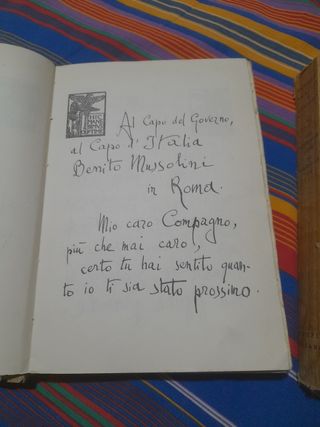 Al Capo del Governo,
al Capo d'Italia
Benito Mussolini
in Roma.
Mio caro Compagno,
più che mai caro,
certo tu hai sentito quan-
to io ti sia stato prossimo.